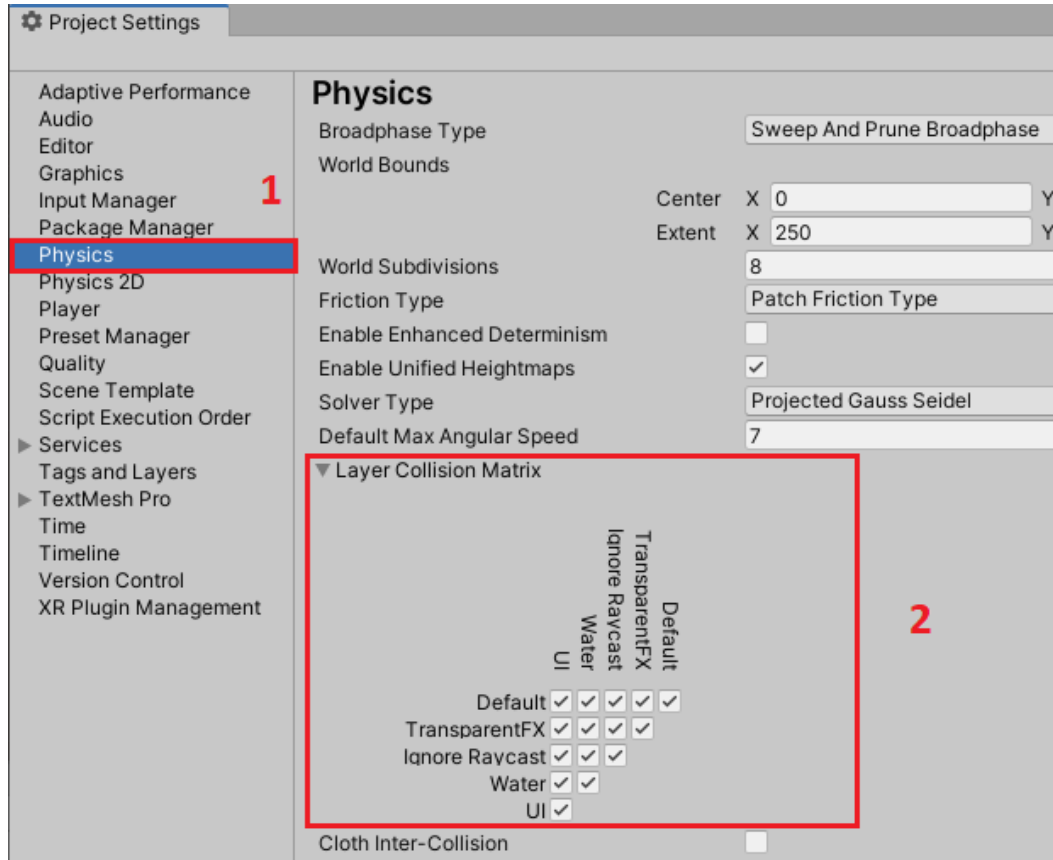 Project Settings
Adaptive Performance
Audio
Editor
Graphics
Input Manager
Package Manager
Physics
Physics 2D
Player
Preset Manager
Quality
Scene Template
Script Execution Order
Services
Tags and Layers
TextMesh Pro
Time
Timeline
Version Control
XR Plugin Management
1
Physics
Broadphase Type Sweep And Prune Broadphase
World Bounds
Center X 0 Y
Extent X 250 Y
World Subdivisions 8
Friction Type Patch Friction Type
Enable Enhanced Determinism
Enable Unified Heightmaps
Solver Type Projected Gauss Seidel
Default Max Angular Speed 7
Layer Collision Matrix
UI
Water
Ignore Raycast
TransparentFX
Default
Default
TransparentFX
Ignore Raycast
Water
UI
2
Cloth Inter-Collision